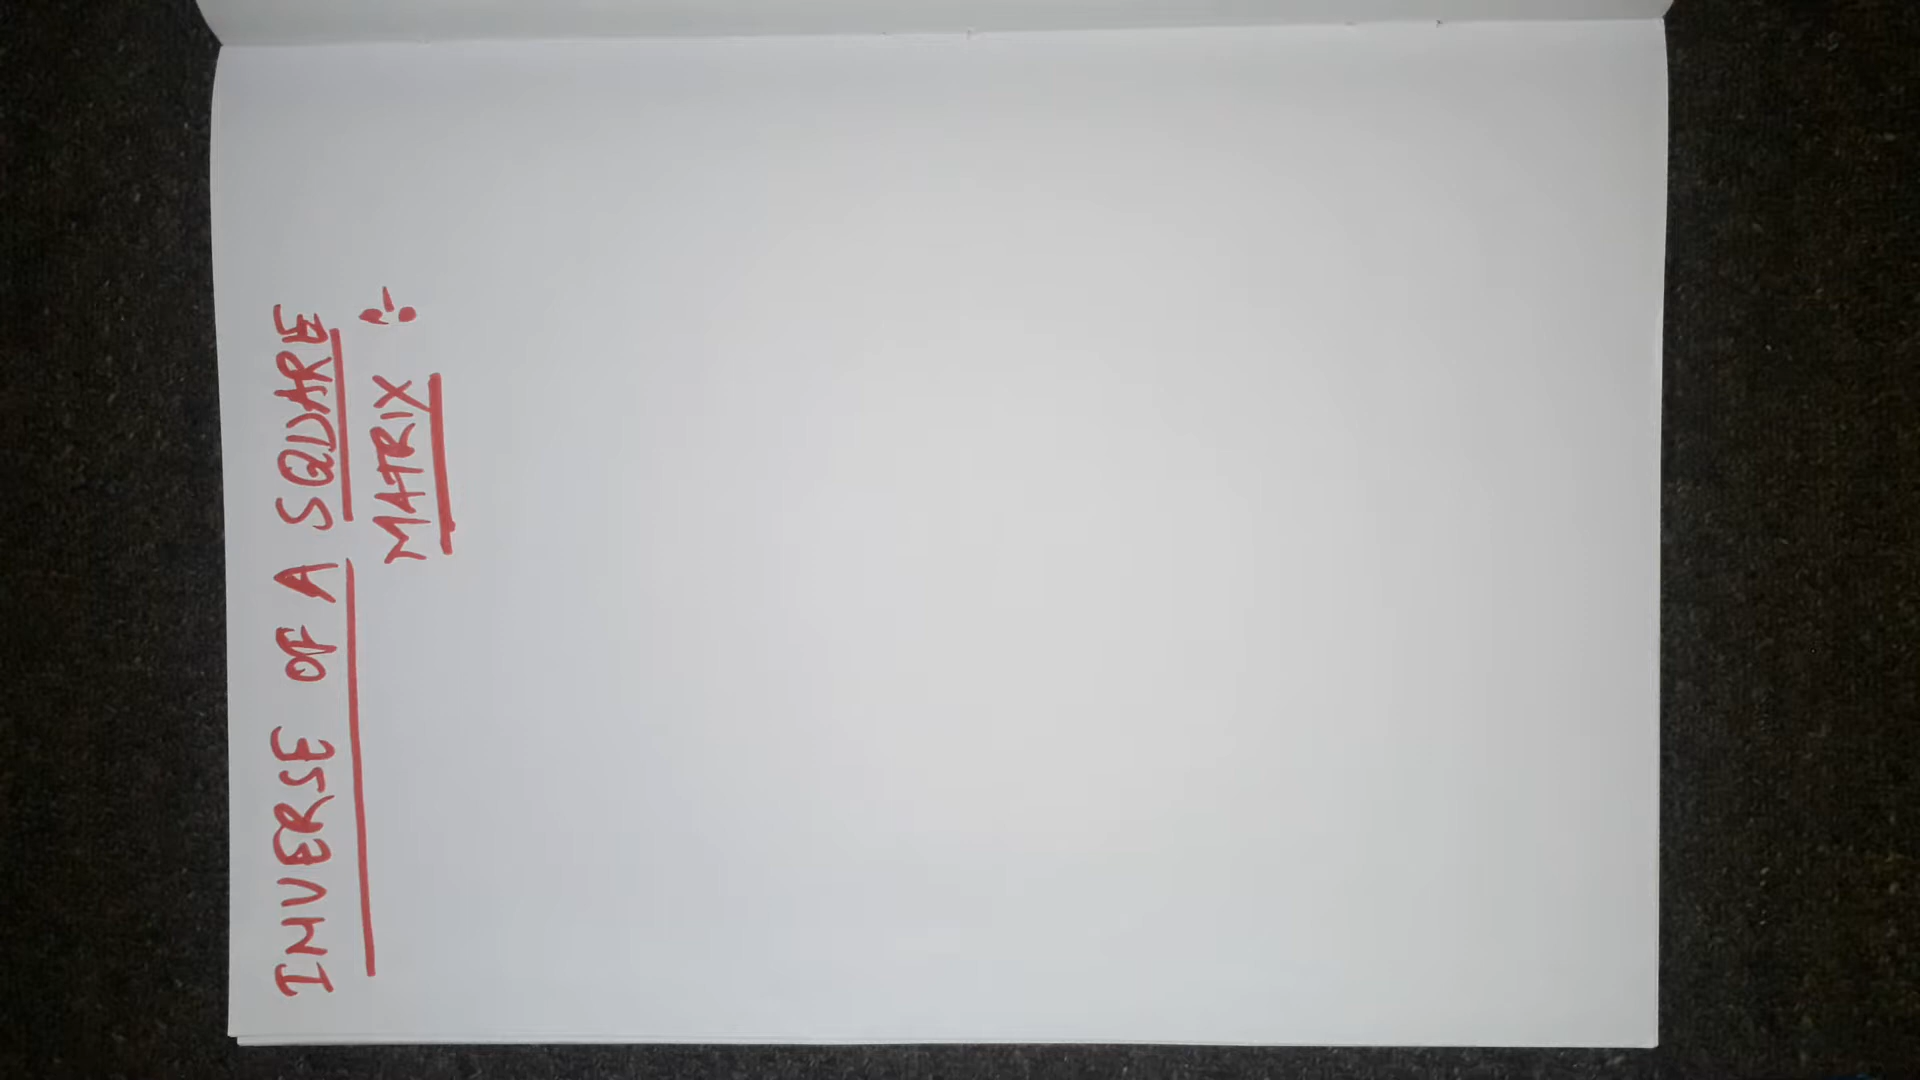 INVERSE OF A SQUARE
MATRIX :-